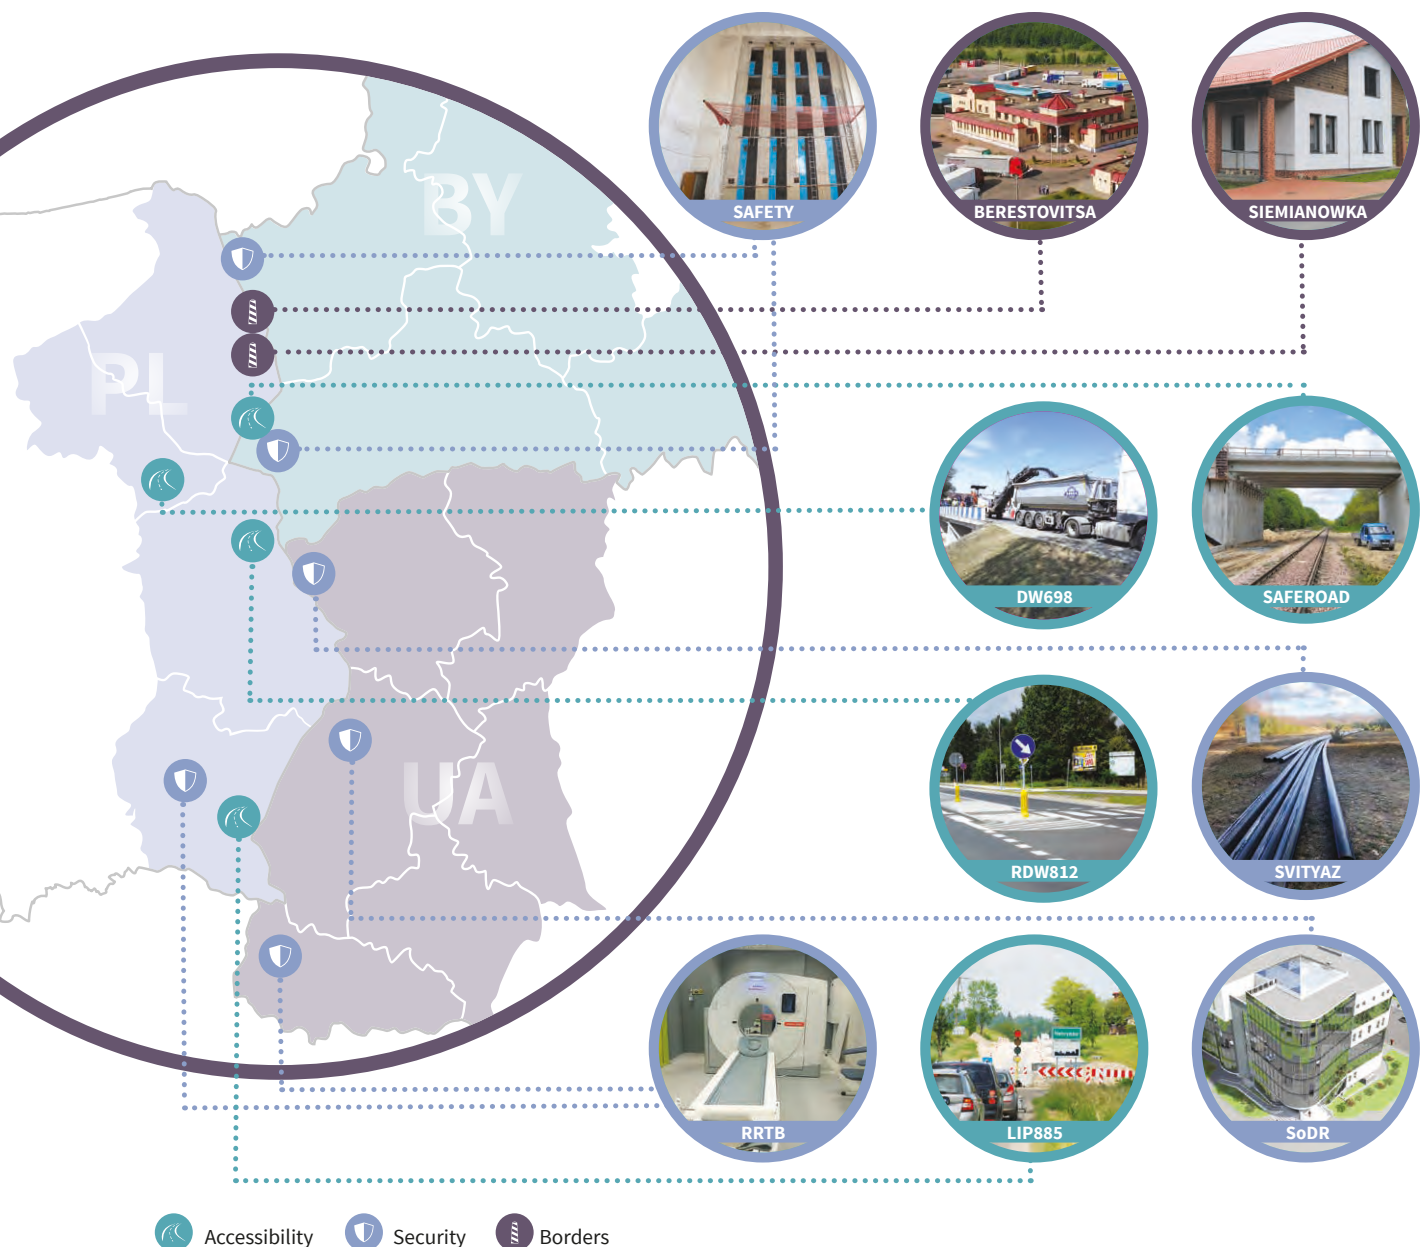 SAFETY
BERESTOVITSA
SIEMIANOWKA
BY
PL
DW698
SAFEROAD
RDW812
SVITYAZ
UA
RRTB
LIP885
SoDR
Accessibility
Security
Borders